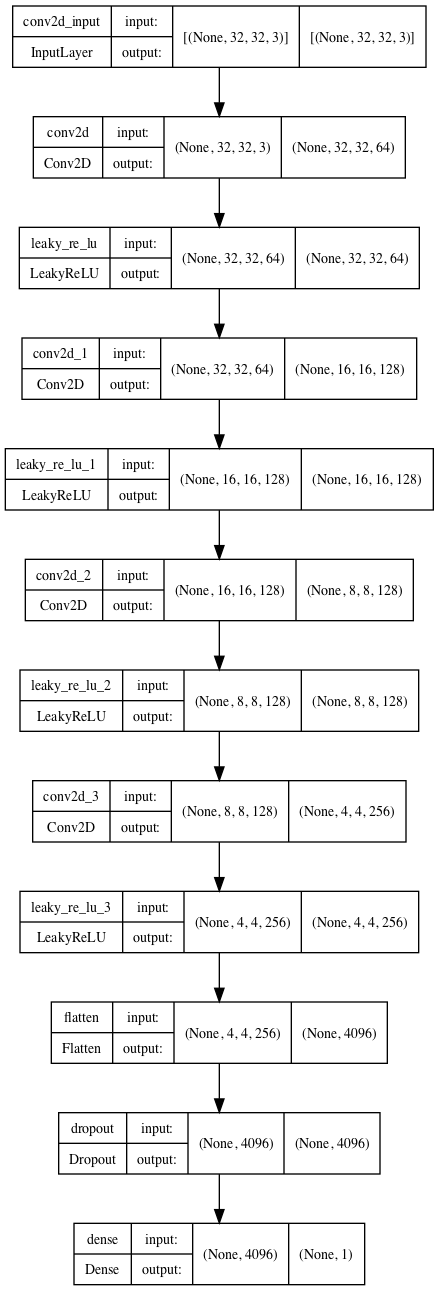 conv2d_input input: [(None, 32, 32, 3)] [(None, 32, 32, 3)]
InputLayer output:
conv2d input: (None, 32, 32, 3) (None, 32, 32, 64)
Conv2D output:
leaky_re_lu input: (None, 32, 32, 64) (None, 32, 32, 64)
LeakyReLU output:
conv2d_1 input: (None, 32, 32, 64) (None, 16, 16, 128)
Conv2D output:
leaky_re_lu_1 input: (None, 16, 16, 128) (None, 16, 16, 128)
LeakyReLU output:
conv2d_2 input: (None, 16, 16, 128) (None, 8, 8, 128)
Conv2D output:
leaky_re_lu_2 input: (None, 8, 8, 128) (None, 8, 8, 128)
LeakyReLU output:
conv2d_3 input: (None, 8, 8, 128) (None, 4, 4, 256)
Conv2D output:
leaky_re_lu_3 input: (None, 4, 4, 256) (None, 4, 4, 256)
LeakyReLU output:
flatten input: (None, 4, 4, 256) (None, 4096)
Flatten output:
dropout input: (None, 4096) (None, 4096)
Dropout output:
dense input: (None, 4096) (None, 1)
Dense output: